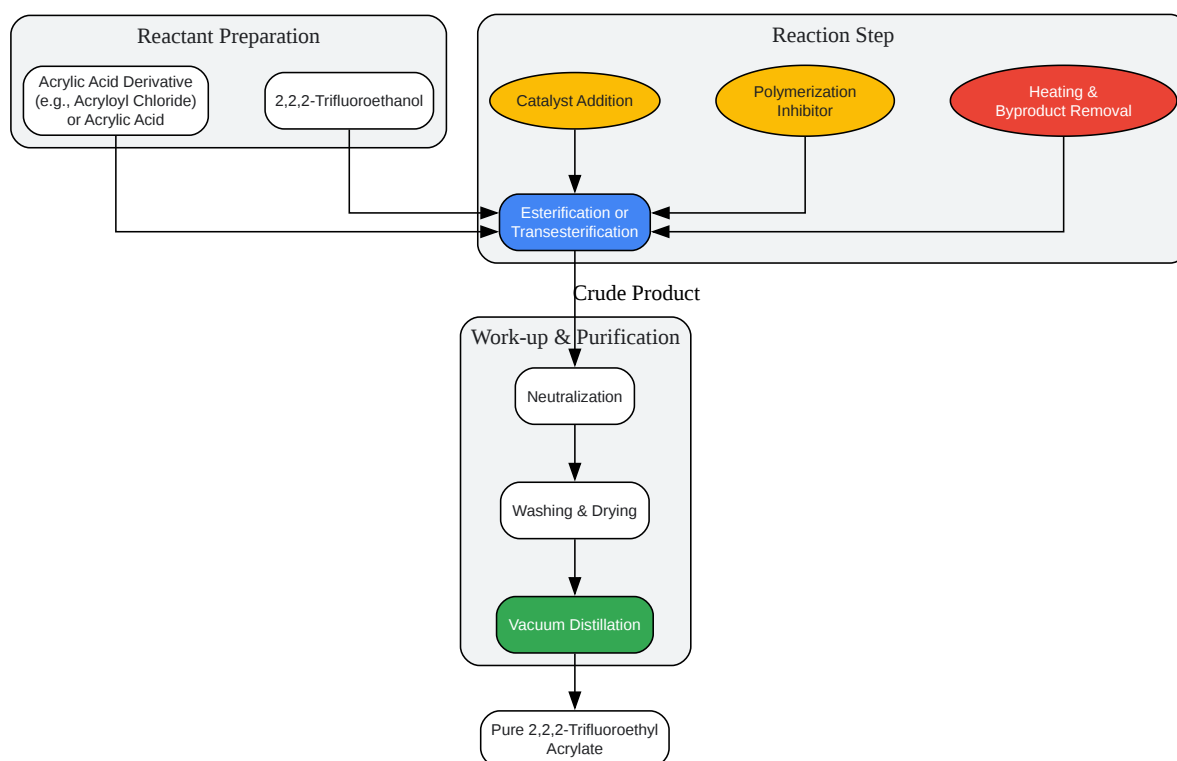 Reactant Preparation
Acrylic Acid Derivative
(e.g., Acryloyl Chloride)
or Acrylic Acid
2,2,2-Trifluoroethanol
Reaction Step
Catalyst Addition
Polymerization
Inhibitor
Heating &
Byproduct Removal
Esterification or
Transesterification
Crude Product
Work-up & Purification
Neutralization
Washing & Drying
Vacuum Distillation
Pure 2,2,2-Trifluoroethyl
Acrylate